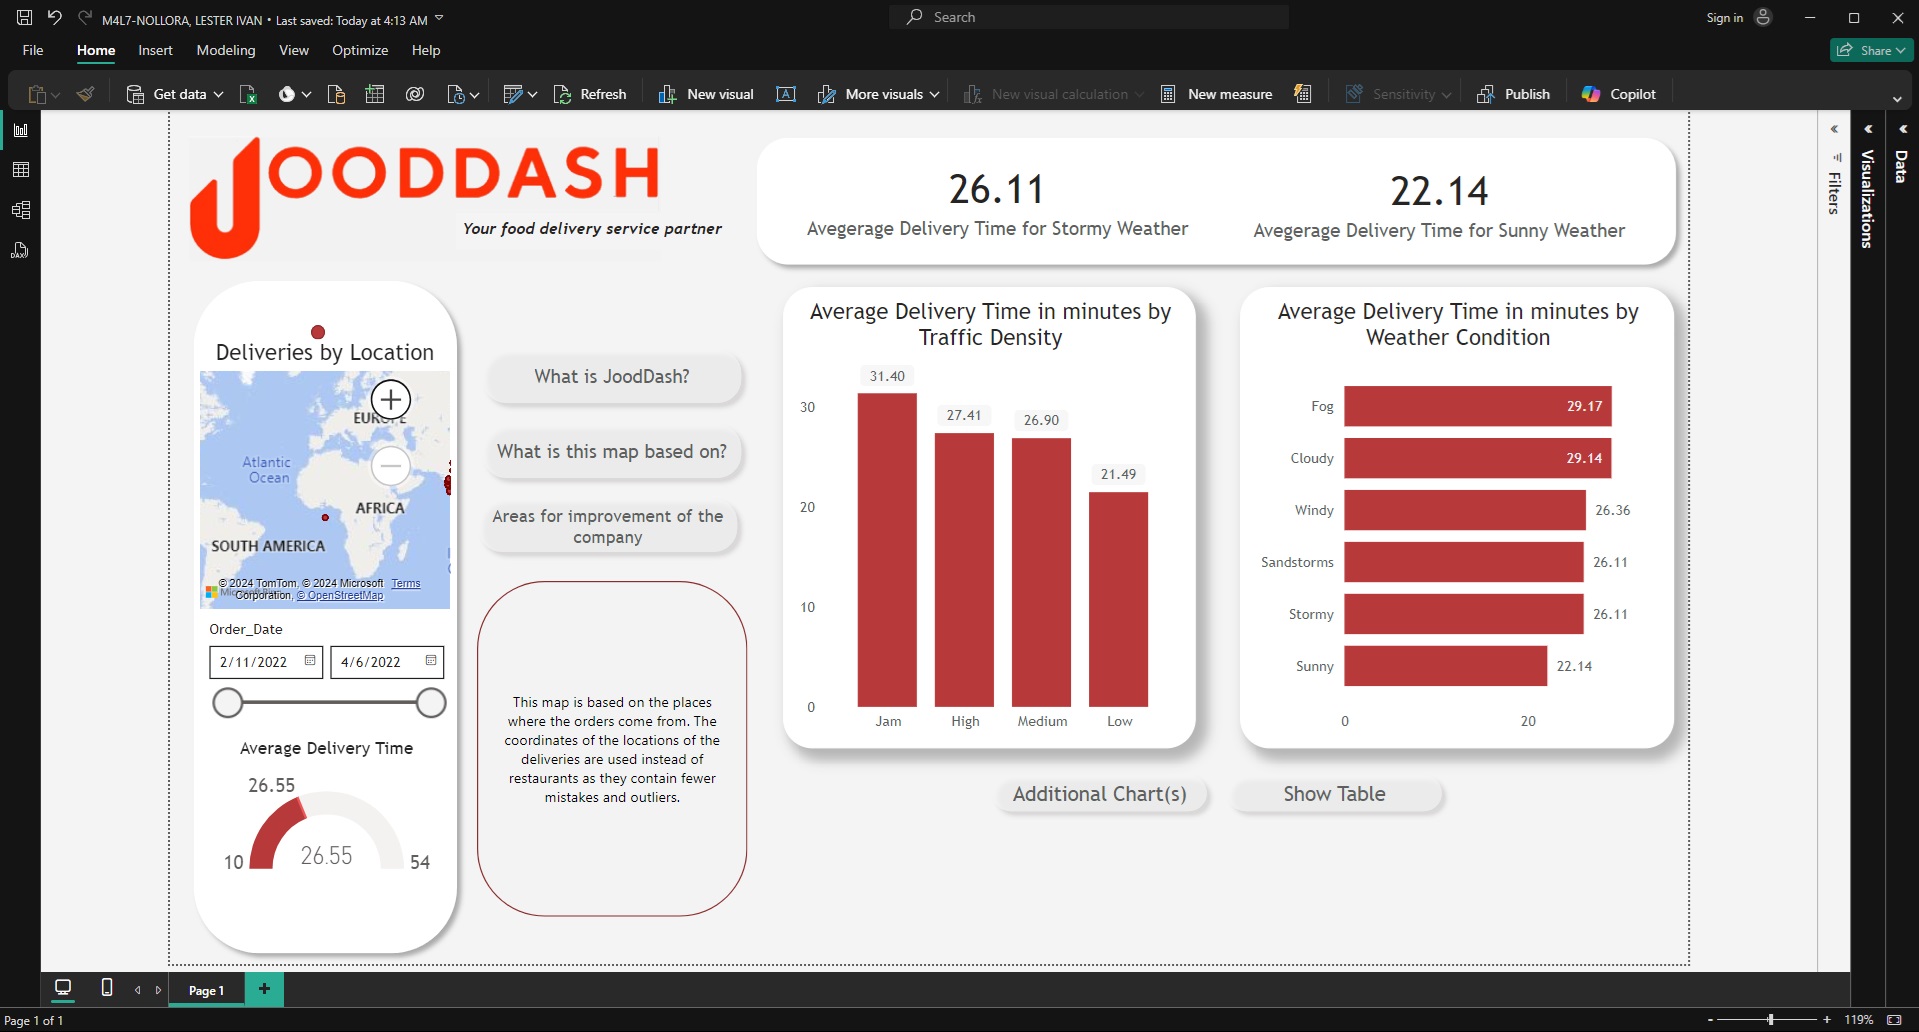 M4L7-NOLLORA, LESTER IVAN • Last saved: Today at 4:13 AM
Search
Sign in
File Home Insert Modeling View Optimize Help
Share
Get data
Refresh
New visual
More visuals
New visual calculation
New measure
Sensitivity
Publish
Copilot
JOODDASH
Your food delivery service partner
26.11
Avegerage Delivery Time for Stormy Weather
22.14
Avegerage Delivery Time for Sunny Weather
Filters
Visualizations
Data
DAX
Deliveries by Location
EUROPE
Atlantic
Ocean
AFRICA
SOUTH AMERICA
© 2024 TomTom, © 2024 Microsoft Terms
Corporation, © OpenStreetMap
Order_Date
2/11/2022
4/6/2022
Average Delivery Time
26.55
10
26.55
54
What is JoodDash?
What is this map based on?
Areas for improvement of the
company
This map is based on the places
where the orders come from. The
coordinates of the locations of the
deliveries are used instead of
restaurants as they contain fewer
mistakes and outliers.
Average Delivery Time in minutes by
Traffic Density
30
20
10
0
31.40
27.41
26.90
21.49
Jam
High
Medium
Low
Average Delivery Time in minutes by
Weather Condition
Fog 29.17
Cloudy 29.14
Windy 26.36
Sandstorms 26.11
Stormy 26.11
Sunny 22.14
0 20
Additional Chart(s)
Show Table
Page 1
Page 1 of 1
119%